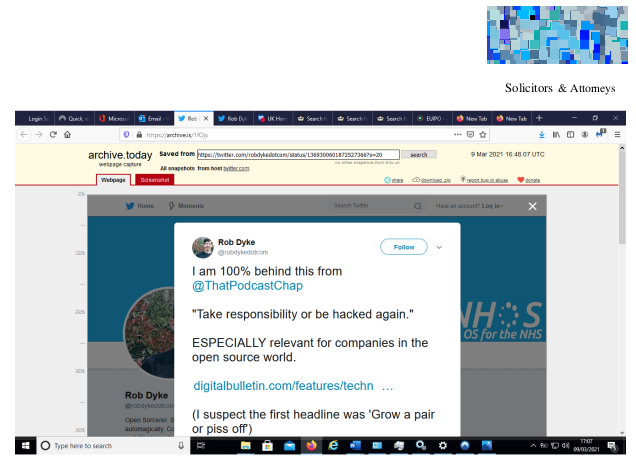 Solicitors & Attorneys
Login S
Quick, e
Microsof
Email -
Rob D X
Rob Dyk
UK Hom
Search R
Search R
Search R
EUIPO -
New Tab
New Tab
https://archive.is/1fOjs
archive.today
webpage capture
Saved from https://twitter.com/robdykedotcom/status/1369300601872527366?s=20
search
9 Mar 2021 16:48:07 UTC
no other snapshots from this url
All snapshots from host twitter.com
Webpage
Screenshot
share
download .zip
report bug or abuse
donate
0%
Home
Moments
Search Twitter
Have an account? Log in
Rob Dyke
@robdykedotcom
Follow
I am 100% behind this from
@ThatPodcastChap
"Take responsibility or be hacked again."
ESPECIALLY relevant for companies in the
open source world.
digitalbulletin.com/features/techn …
(I suspect the first headline was 'Grow a pair
or piss off')
NH S
OS for the NHS
Rob Dyke
@robdykedotcom
Open Sorcerer. S
automagically. Co
Type here to search
17:07
09/03/2021